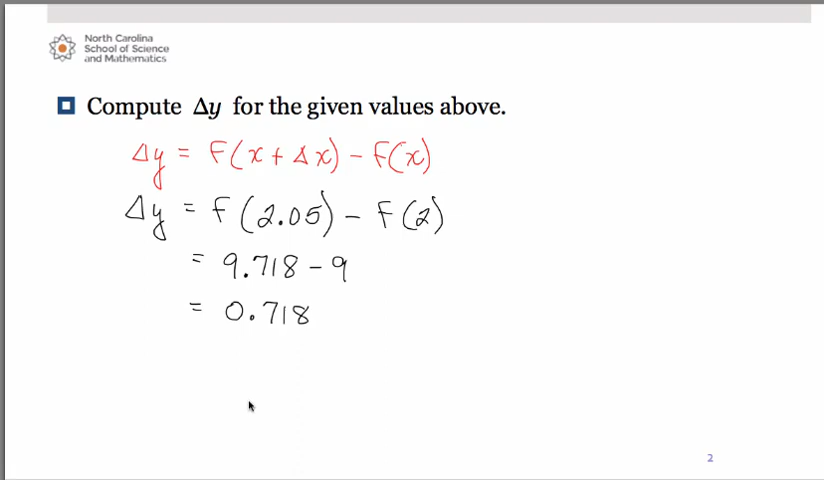 North Carolina
School of Science
and Mathematics
Compute Δy for the given values above.
Δy = F(x + Δx) - F(x)
Δy = F(2.05) - F(2)
= 9.718 - 9
= 0.718
2